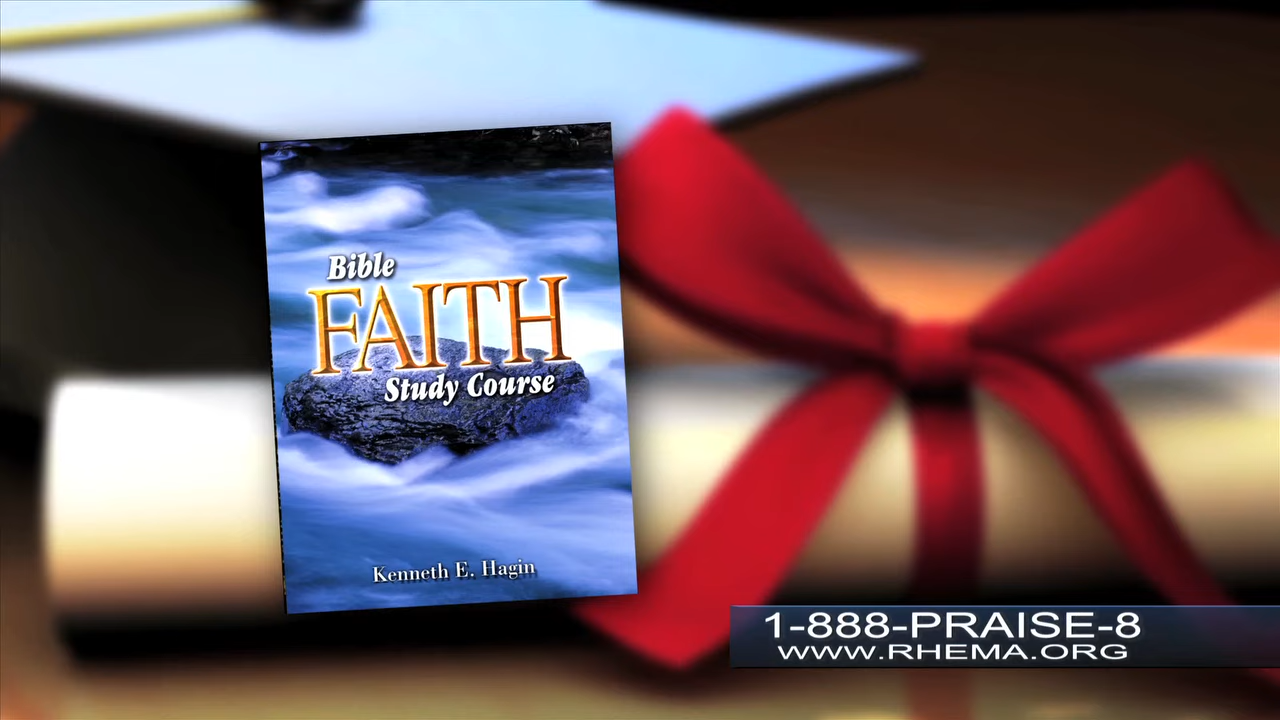 Bible
FAITH
Study Course
Kenneth E. Hagin
1-888-PRAISE-8
WWW.RHEMA.ORG